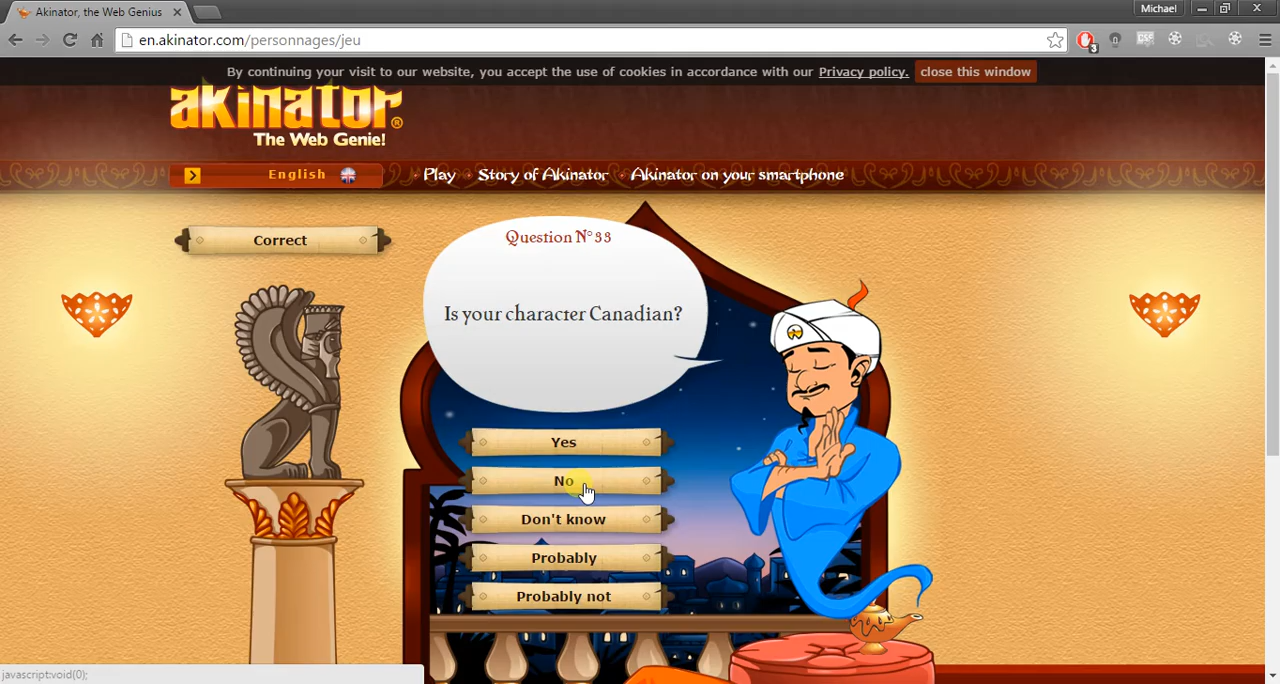 Akinator, the Web Genius
Michael
en.akinator.com/personnages/jeu
3
By continuing your visit to our website, you accept the use of cookies in accordance with our Privacy policy. close this window
akinator®
The Web Genie!
English
Play
Story of Akinator
Akinator on your smartphone
Correct
Question N°33
Is your character Canadian?
Yes
No
Don't know
Probably
Probably not
javascript:void(0);